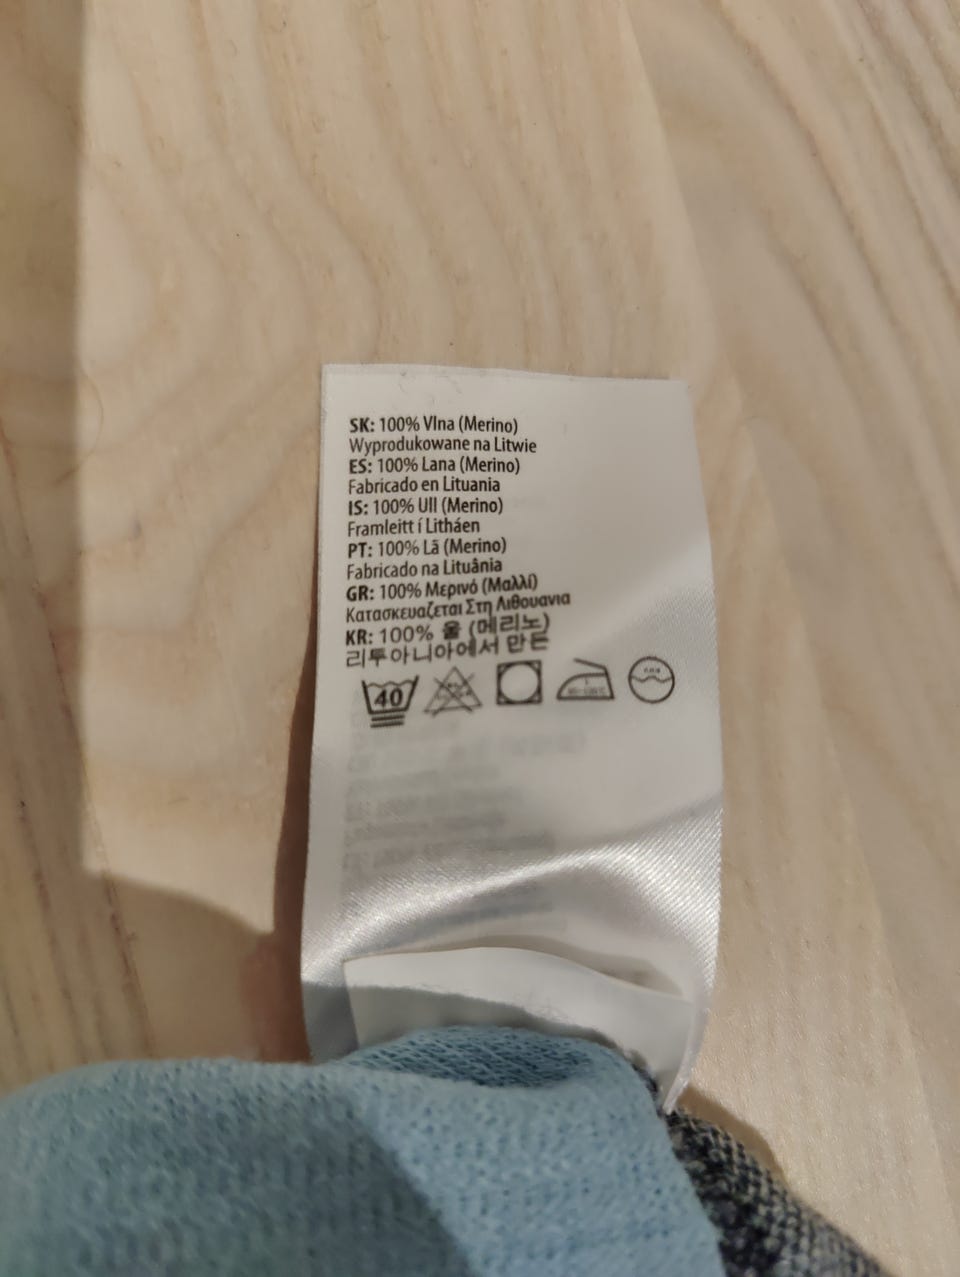 SK: 100% Vlna (Merino)
Wyprodukowane na Litwie
ES: 100% Lana (Merino)
Fabricado en Lituania
IS: 100% Ull (Merino)
Framleitt í Litháen
PT: 100% Lã (Merino)
Fabricado na Lituânia
GR: 100% Μερινό (Μαλλί)
Κατασκευαζεται Στη Λιθουανια
KR: 100% 울 (메리노)
리투아니아에서 만든
40